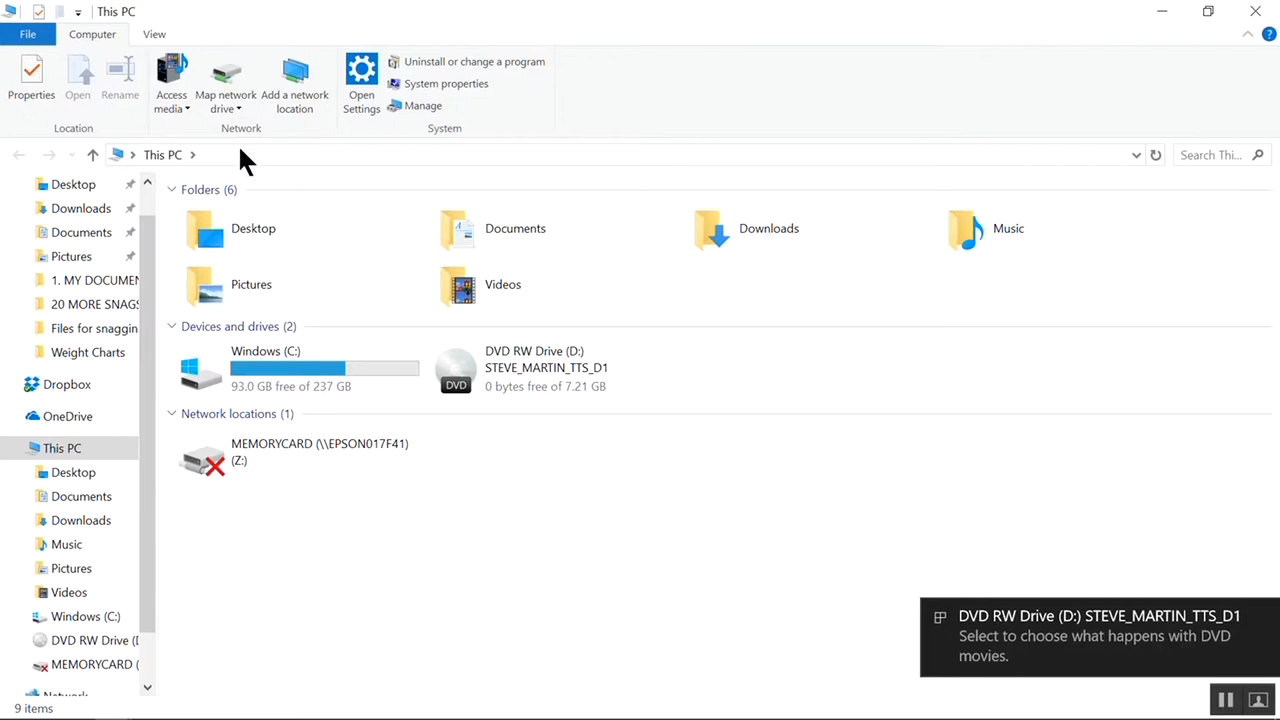 This PC
File
Computer
View
Properties
Open
Rename
Location
Access media
Map network drive
Add a network location
Network
Open Settings
Uninstall or change a program
System properties
Manage
System
This PC
Search Thi...
Desktop
Downloads
Documents
Pictures
1. MY DOCUMEN
20 MORE SNAGS
Files for snaggin
Weight Charts
Dropbox
OneDrive
This PC
Desktop
Documents
Downloads
Music
Pictures
Videos
Windows (C:)
DVD RW Drive (
MEMORYCARD (
Network
9 items
Folders (6)
Desktop
Documents
Downloads
Music
Pictures
Videos
Devices and drives (2)
Windows (C:)
93.0 GB free of 237 GB
DVD RW Drive (D:)
STEVE_MARTIN_TTS_D1
0 bytes free of 7.21 GB
DVD
Network locations (1)
MEMORYCARD (\\EPSON017F41)
(Z:)
DVD RW Drive (D:) STEVE_MARTIN_TTS_D1
Select to choose what happens with DVD
movies.